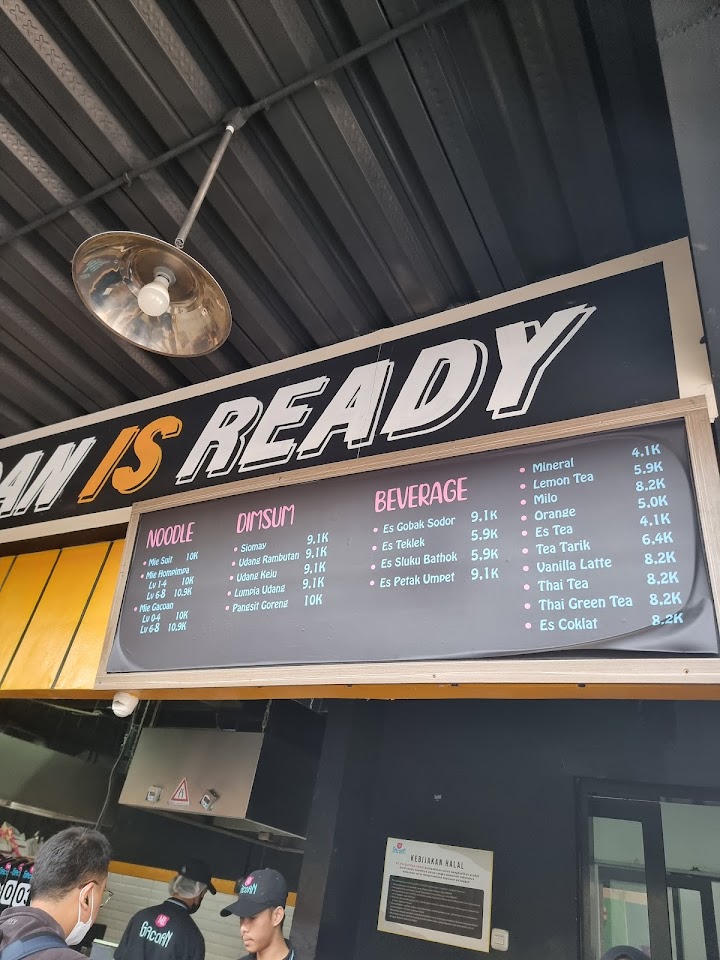 AN IS READY
NOODLE
Mie Suit 10K
Mie Hompimpa
Lv 1-4 10K
Lv 6-8 10.9K
Mie Gacoan
Lv 0-4 10K
Lv 6-8 10.9K
DIMSUM
Siomay 9.1K
Udang Rambutan 9.1K
Udang Keju 9.1K
Lumpia Udang 9.1K
Pangsit Goreng 10K
BEVERAGE
Es Gobak Sodor 9.1K
Es Teklek 5.9K
Es Sluku Bathok 5.9K
Es Petak Umpet 9.1K
Mineral 4.1K
Lemon Tea 5.9K
Milo 8.2K
Orange 5.0K
Es Tea 4.1K
Tea Tarik 6.4K
Vanilla Latte 8.2K
Thai Tea 8.2K
Thai Green Tea 8.2K
Es Coklat 8.2K
KEBIJAKAN HALAL
GACOAN
GACOAN